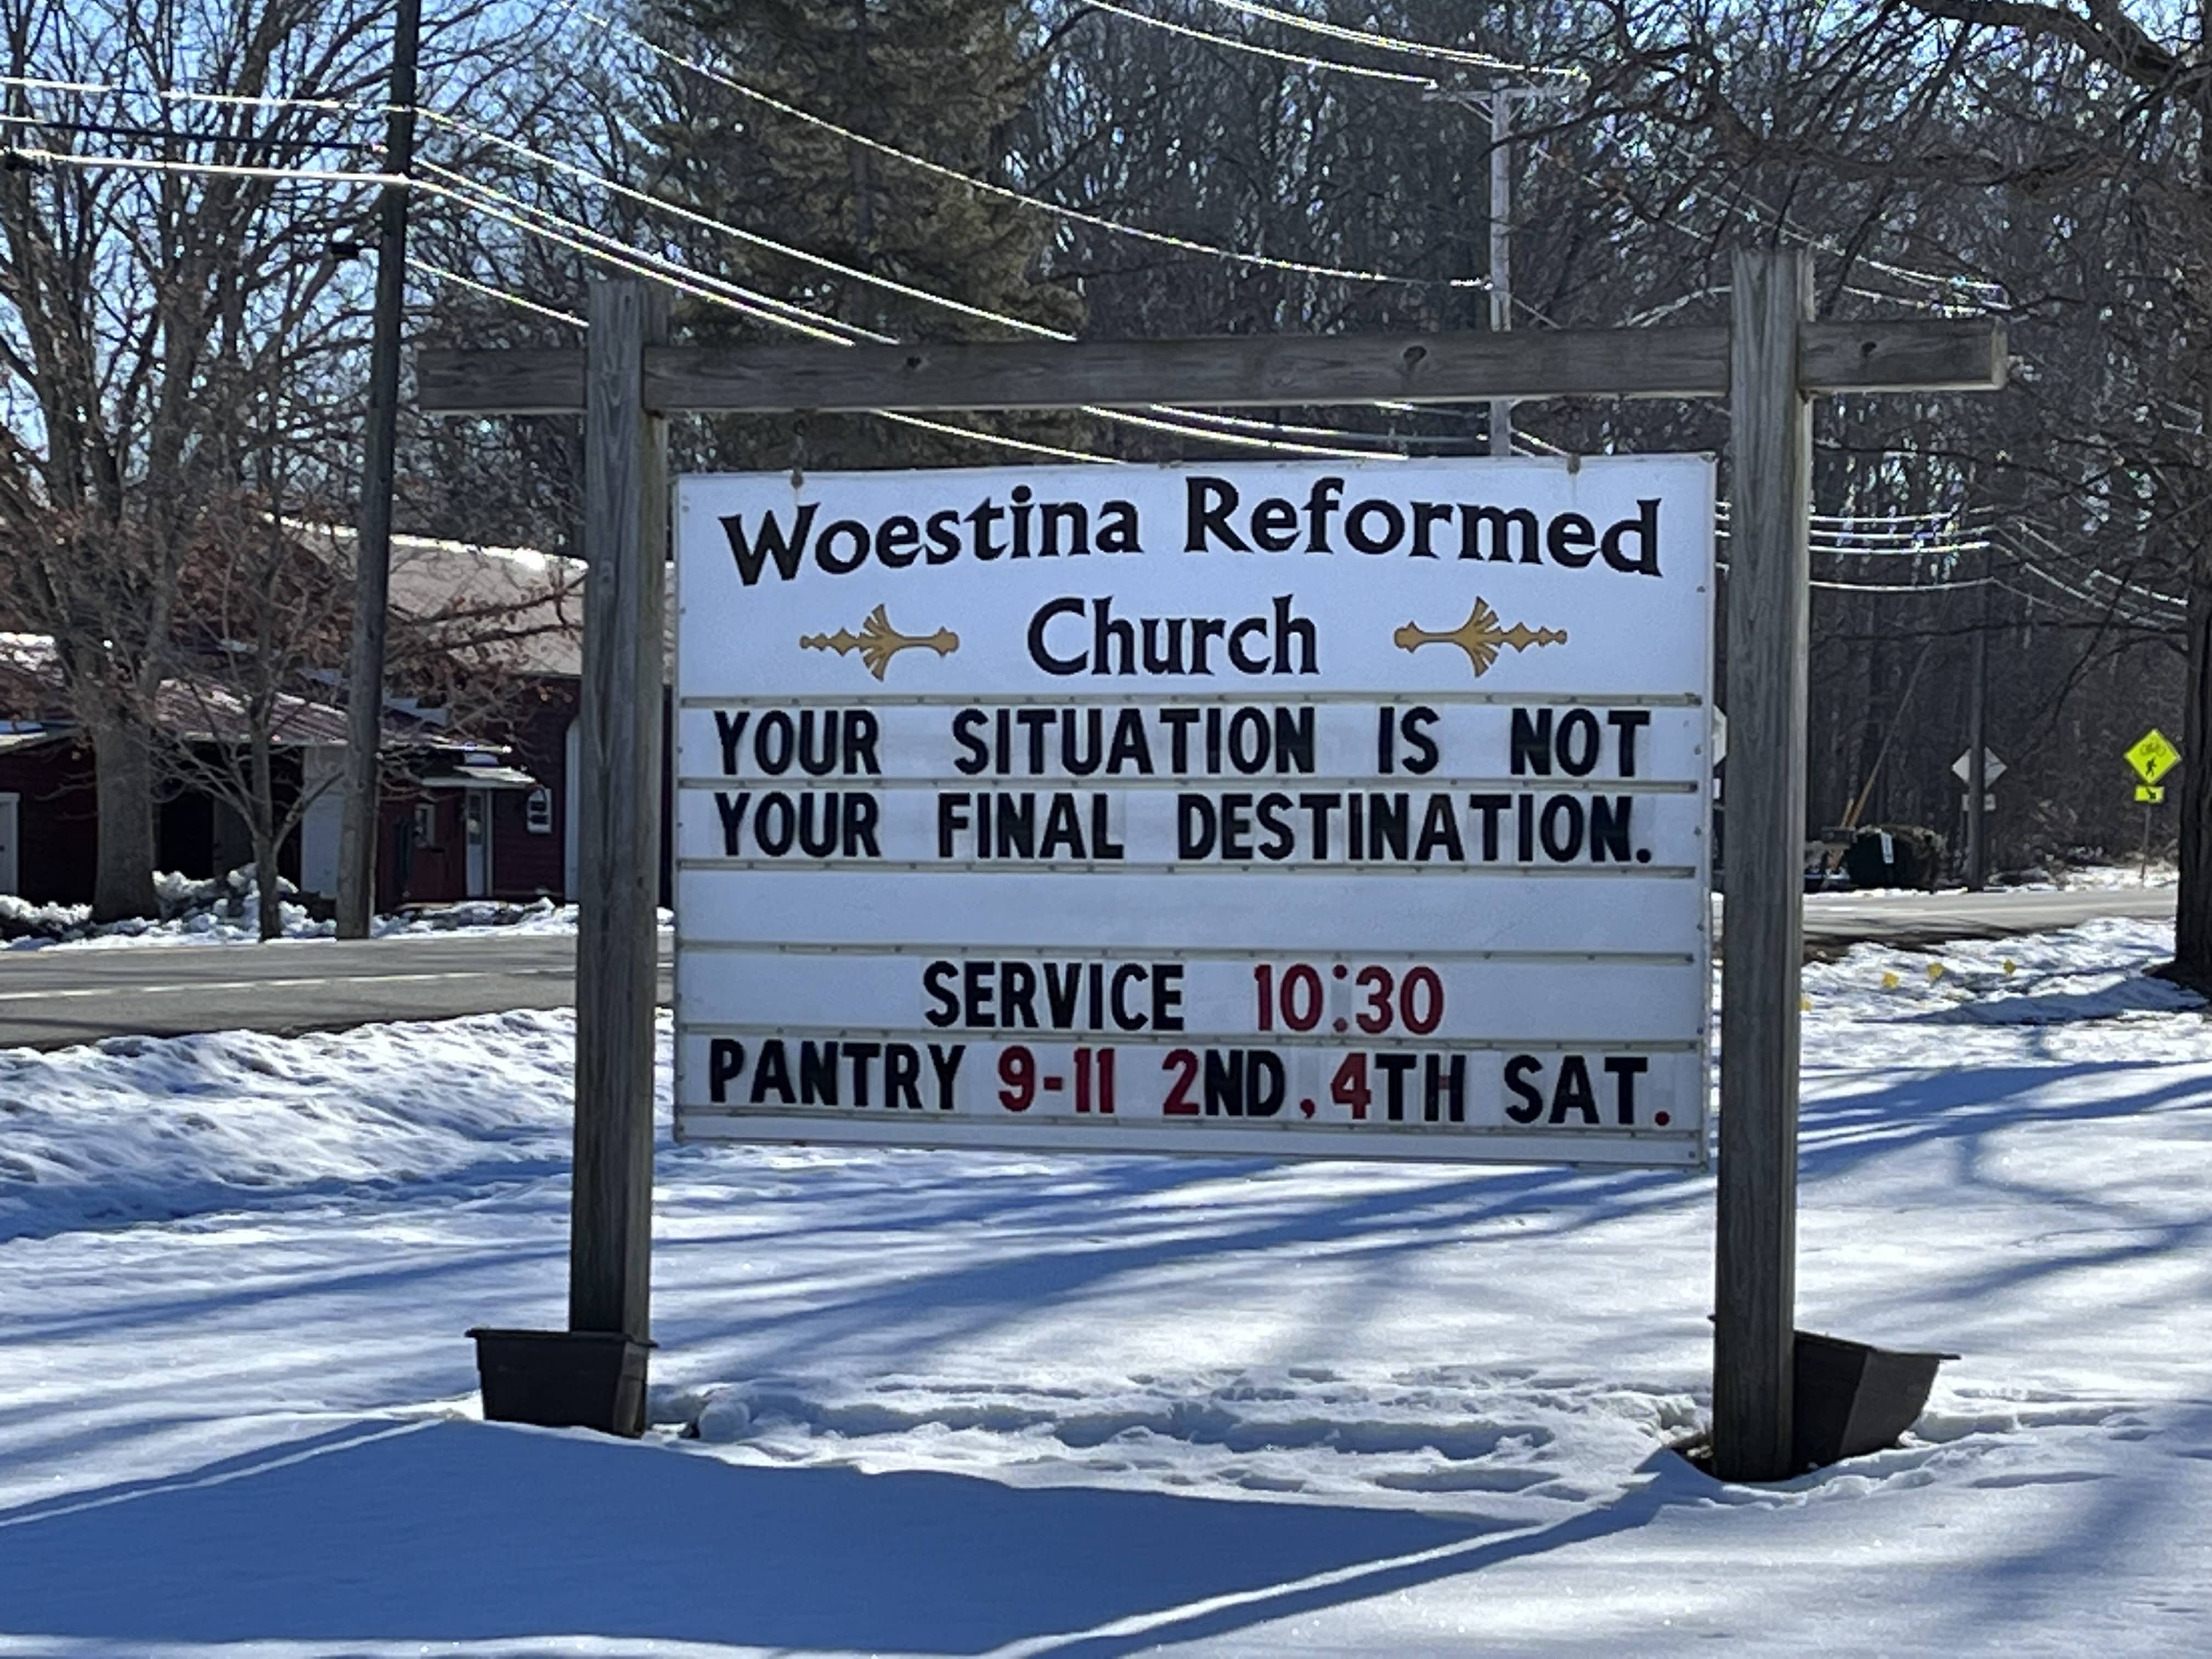 Woestina Reformed
Church
YOUR SITUATION IS NOT
YOUR FINAL DESTINATION.
SERVICE 10:30
PANTRY 9-11 2ND, 4TH SAT.